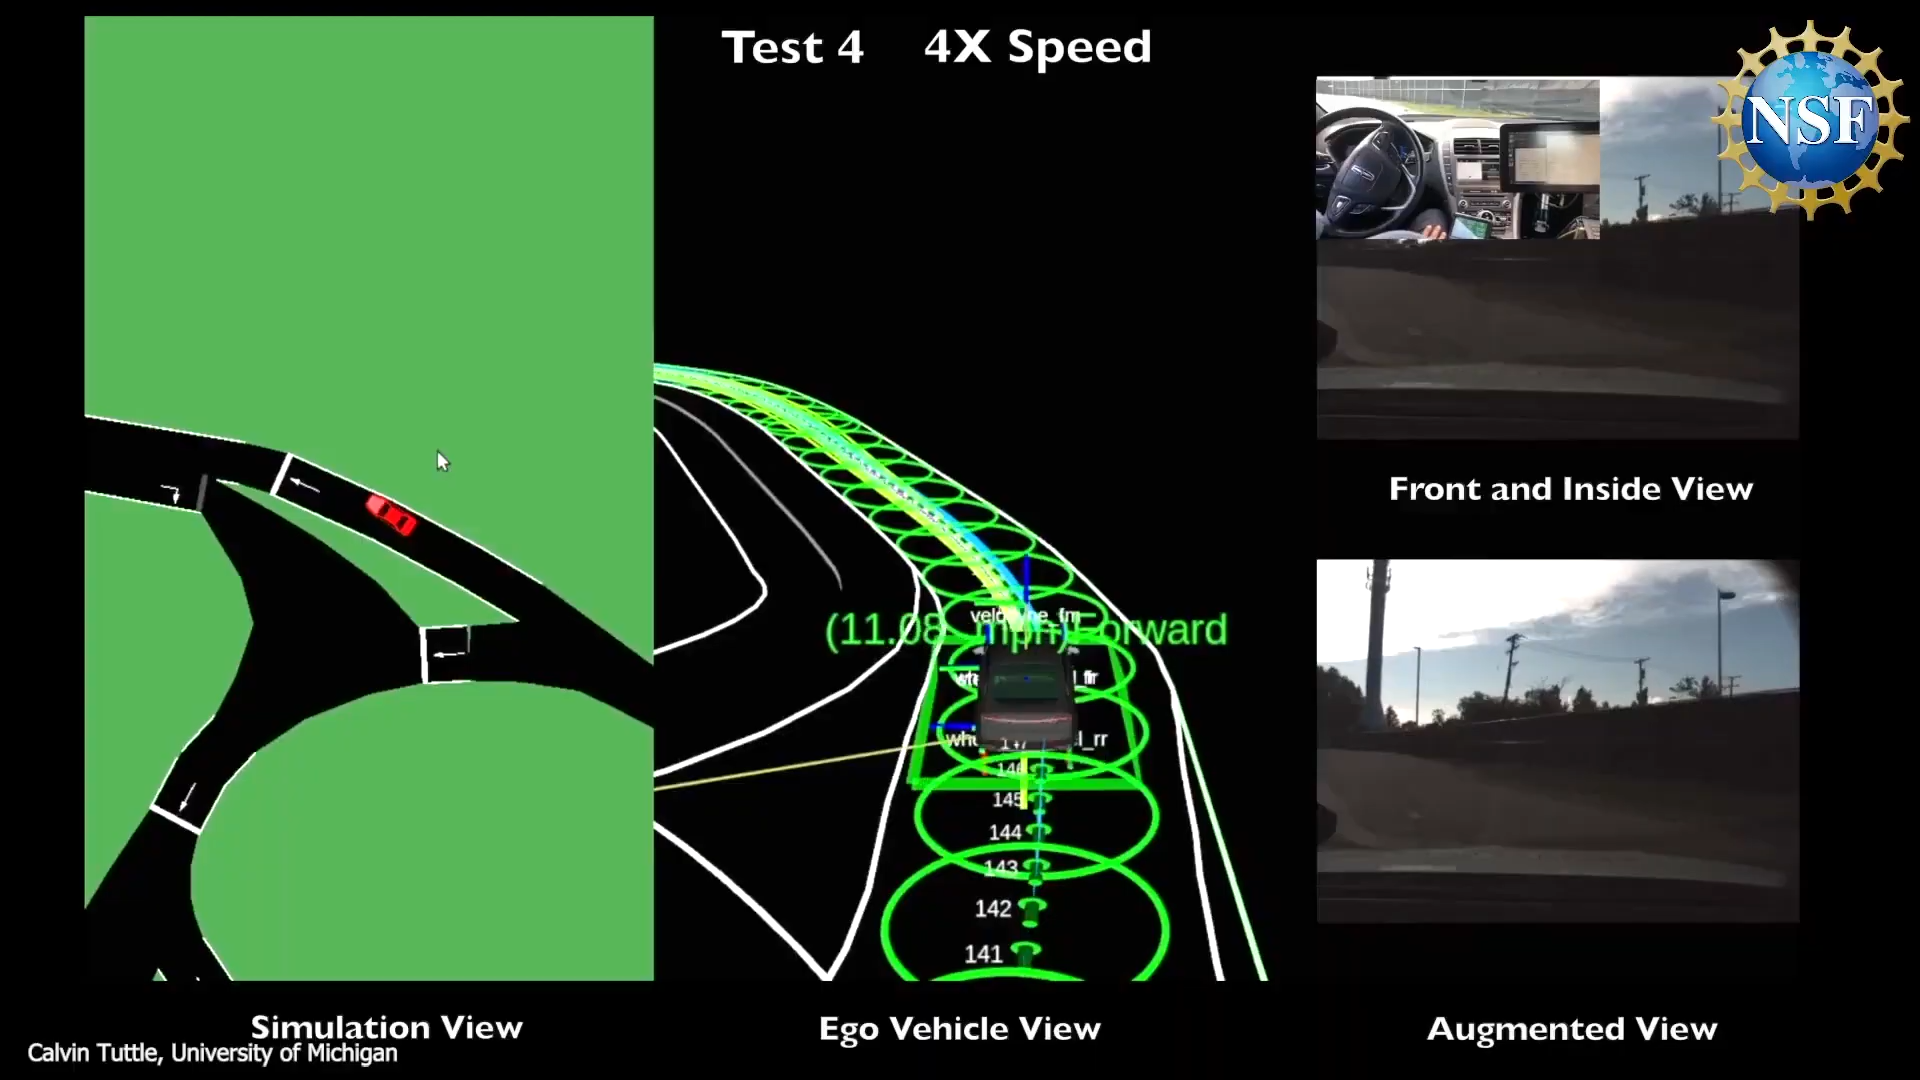 Test 4 4X Speed
NSF
Front and Inside View
(11.08 mph) Forward
146
145
144
143
142
141
Simulation View
Ego Vehicle View
Augmented View
Calvin Tuttle, University of Michigan